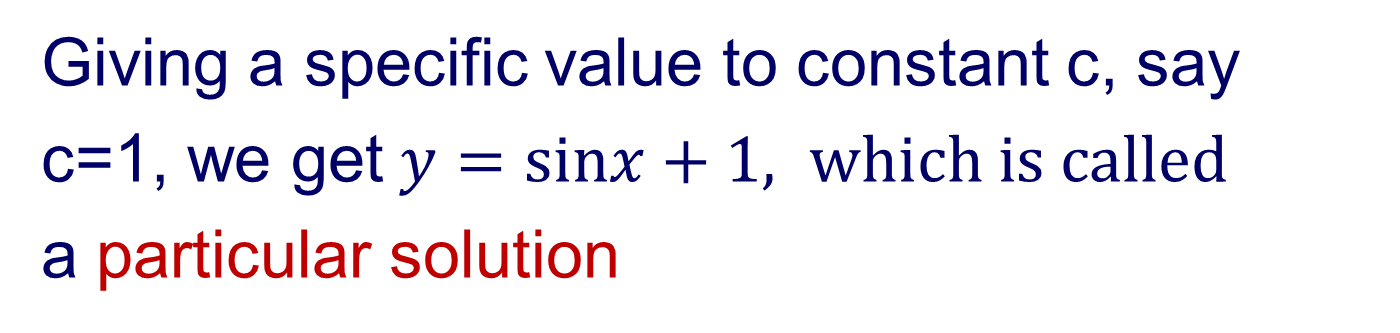 Giving a specific value to constant c, say
c=1, we get y = sinx + 1, which is called
a particular solution